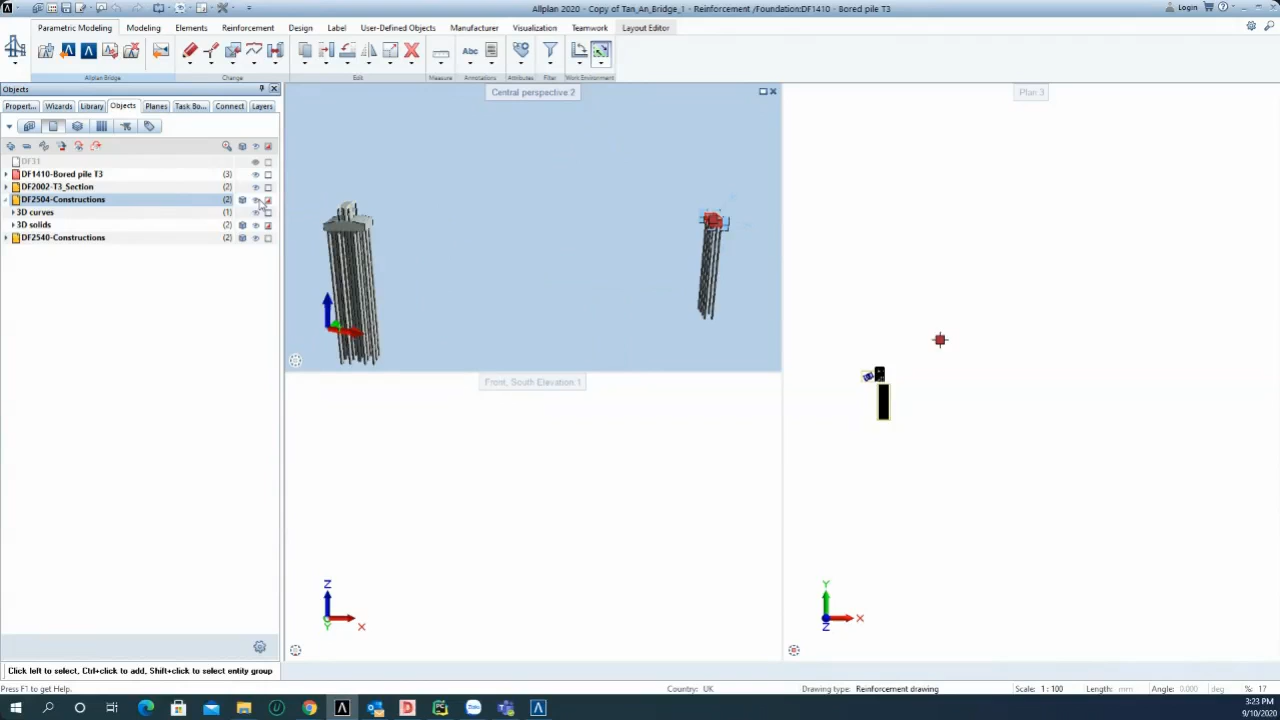 Allplan 2020 - Copy of Tan_An_Bridge_1 - Reinforcement /Foundation:DF1410 - Bored pile T3
Login
Parametric Modeling Modeling Elements Reinforcement Design Label User-Defined Objects Manufacturer Visualization Teamwork Layout Editor
Abc
Allplan Bridge Change Edit Measure Annotations Attributes Filter Work Environment
Objects
Propert... Wizards Library Objects Planes Task Bo... Connect Layers
DF31
DF1410-Bored pile T3 (3)
DF2002-T3_Section (2)
DF2504-Constructions (2)
3D curves (1)
3D solids (2)
DF2540-Constructions (2)
Central perspective:2
Plan:3
Front, South Elevation:1
Z
X
Y
Y
X
Z
Click left to select, Ctrl+click to add, Shift+click to select entity group
Press F1 to get Help.
Country: UK
Drawing type: Reinforcement drawing
Scale: 1 : 100
Length: mm
Angle: 0.000 deg
%: 17
3:23 PM
9/10/2020